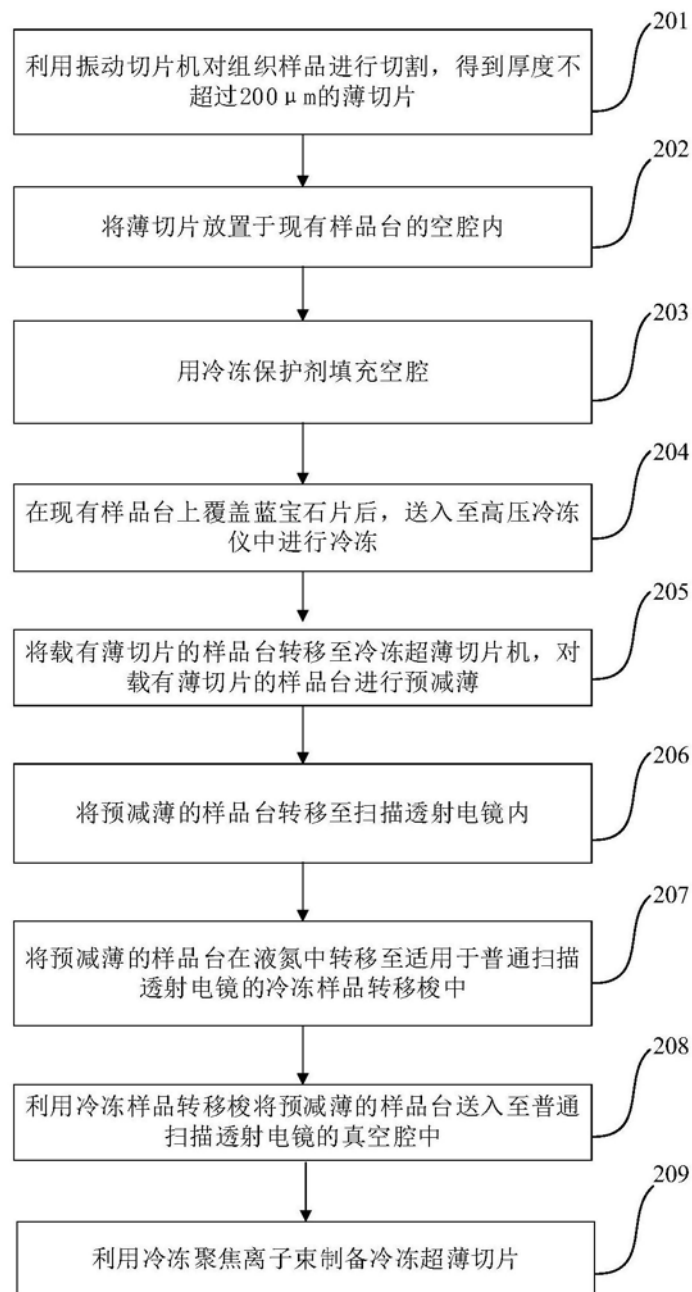 201
利用振动切片机对组织样品进行切割，得到厚度不
超过200μm的薄切片
202
将薄切片放置于现有样品台的空腔内
203
用冷冻保护剂填充空腔
204
在现有样品台上覆盖蓝宝石片后，送入至高压冷冻
仪中进行冷冻
205
将载有薄切片的样品台转移至冷冻超薄切片机，对
载有薄切片的样品台进行预减薄
206
将预减薄的样品台转移至扫描透射电镜内
207
将预减薄的样品台在液氮中转移至适用于普通扫描
透射电镜的冷冻样品转移梭中
208
利用冷冻样品转移梭将预减薄的样品台送入至普通
扫描透射电镜的真空腔中
209
利用冷冻聚焦离子束制备冷冻超薄切片